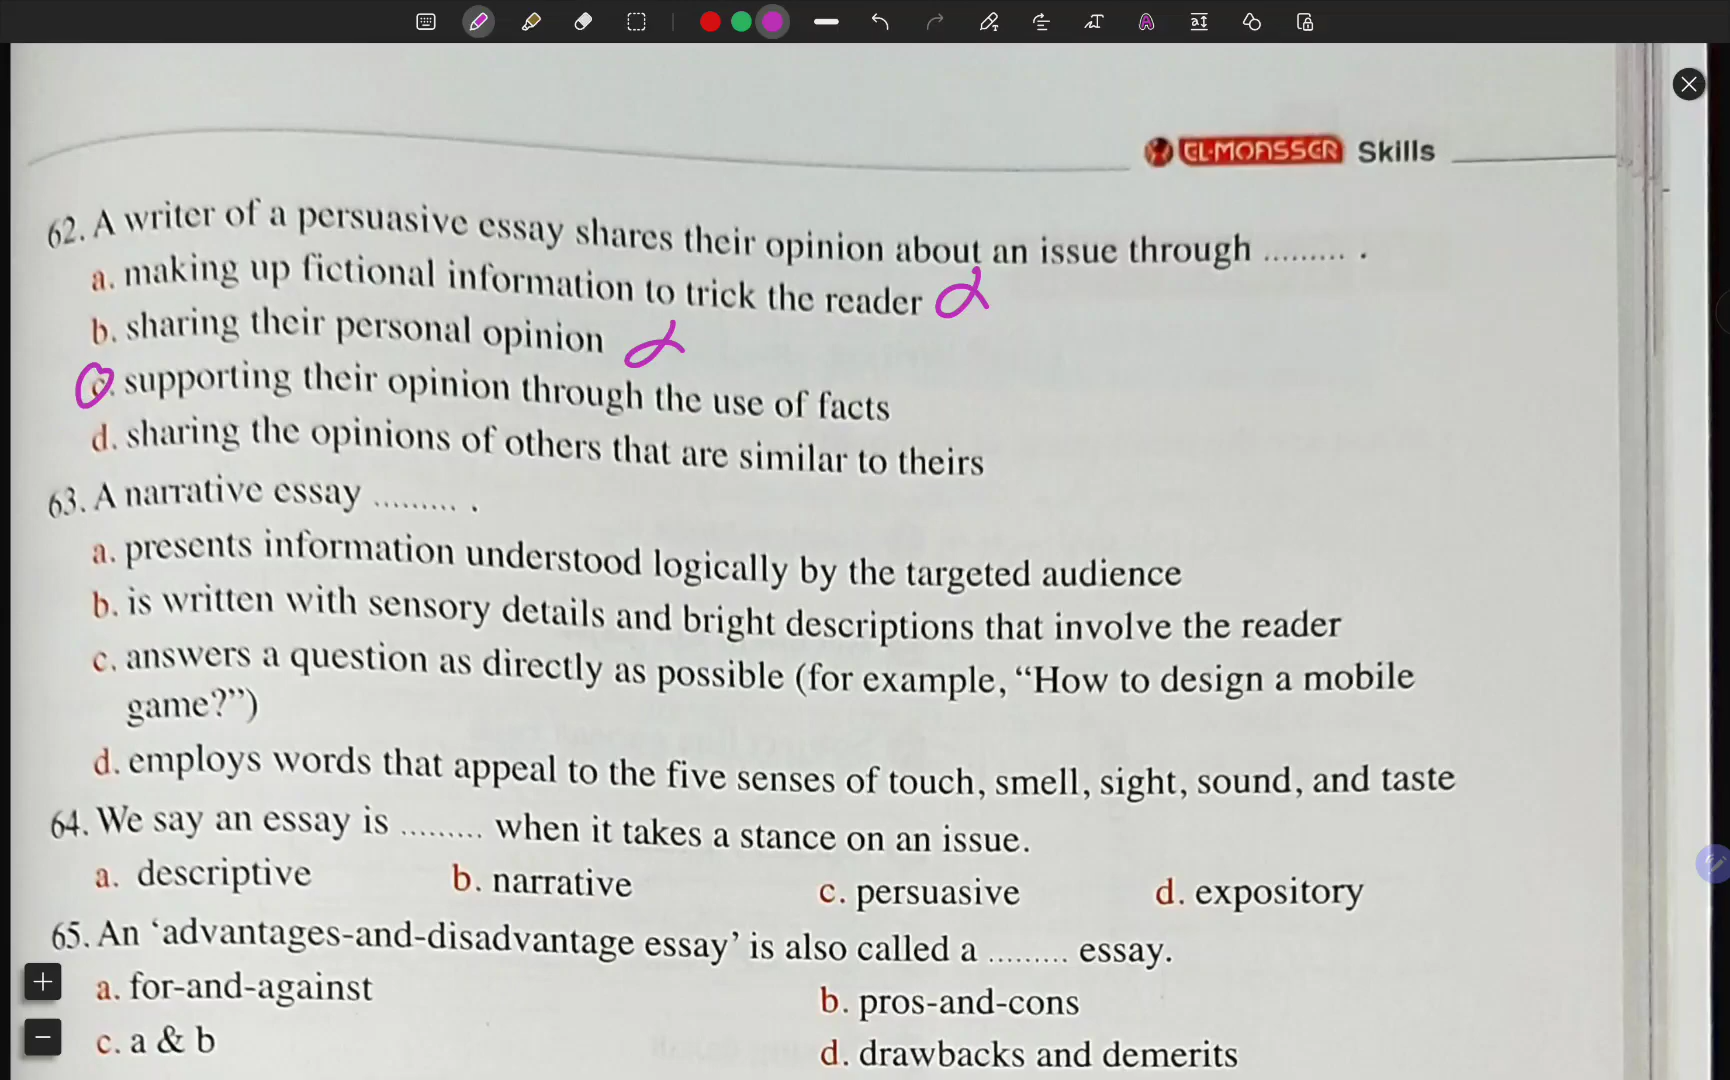 EL-MOASSER Skills
62. A writer of a persuasive essay shares their opinion about an issue through ......... .
a. making up fictional information to trick the reader
b. sharing their personal opinion
c. supporting their opinion through the use of facts
d. sharing the opinions of others that are similar to theirs
63. A narrative essay ......... .
a. presents information understood logically by the targeted audience
b. is written with sensory details and bright descriptions that involve the reader
c. answers a question as directly as possible (for example, “How to design a mobile
game?”)
d. employs words that appeal to the five senses of touch, smell, sight, sound, and taste
64. We say an essay is ......... when it takes a stance on an issue.
a. descriptive b. narrative c. persuasive d. expository
65. An ‘advantages-and-disadvantage essay’ is also called a ......... essay.
a. for-and-against b. pros-and-cons
c. a & b d. drawbacks and demerits